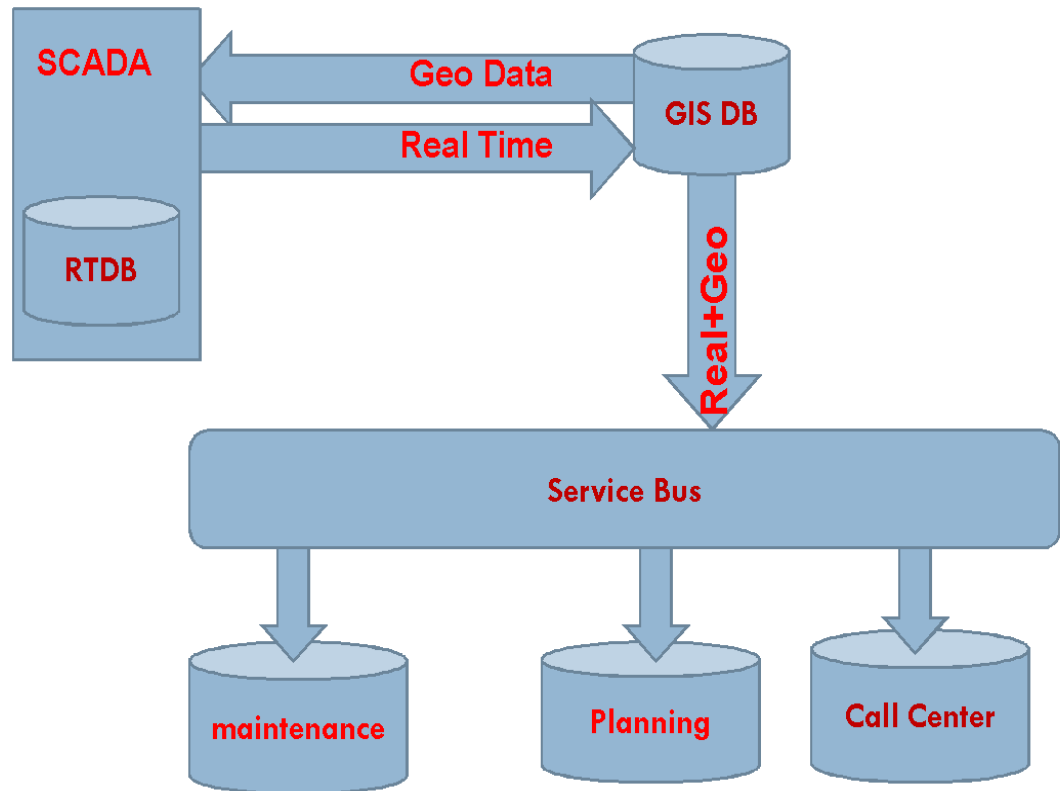 SCADA
Geo Data
GIS DB
Real Time
RTDB
Real+Geo
Service Bus
maintenance
Planning
Call Center